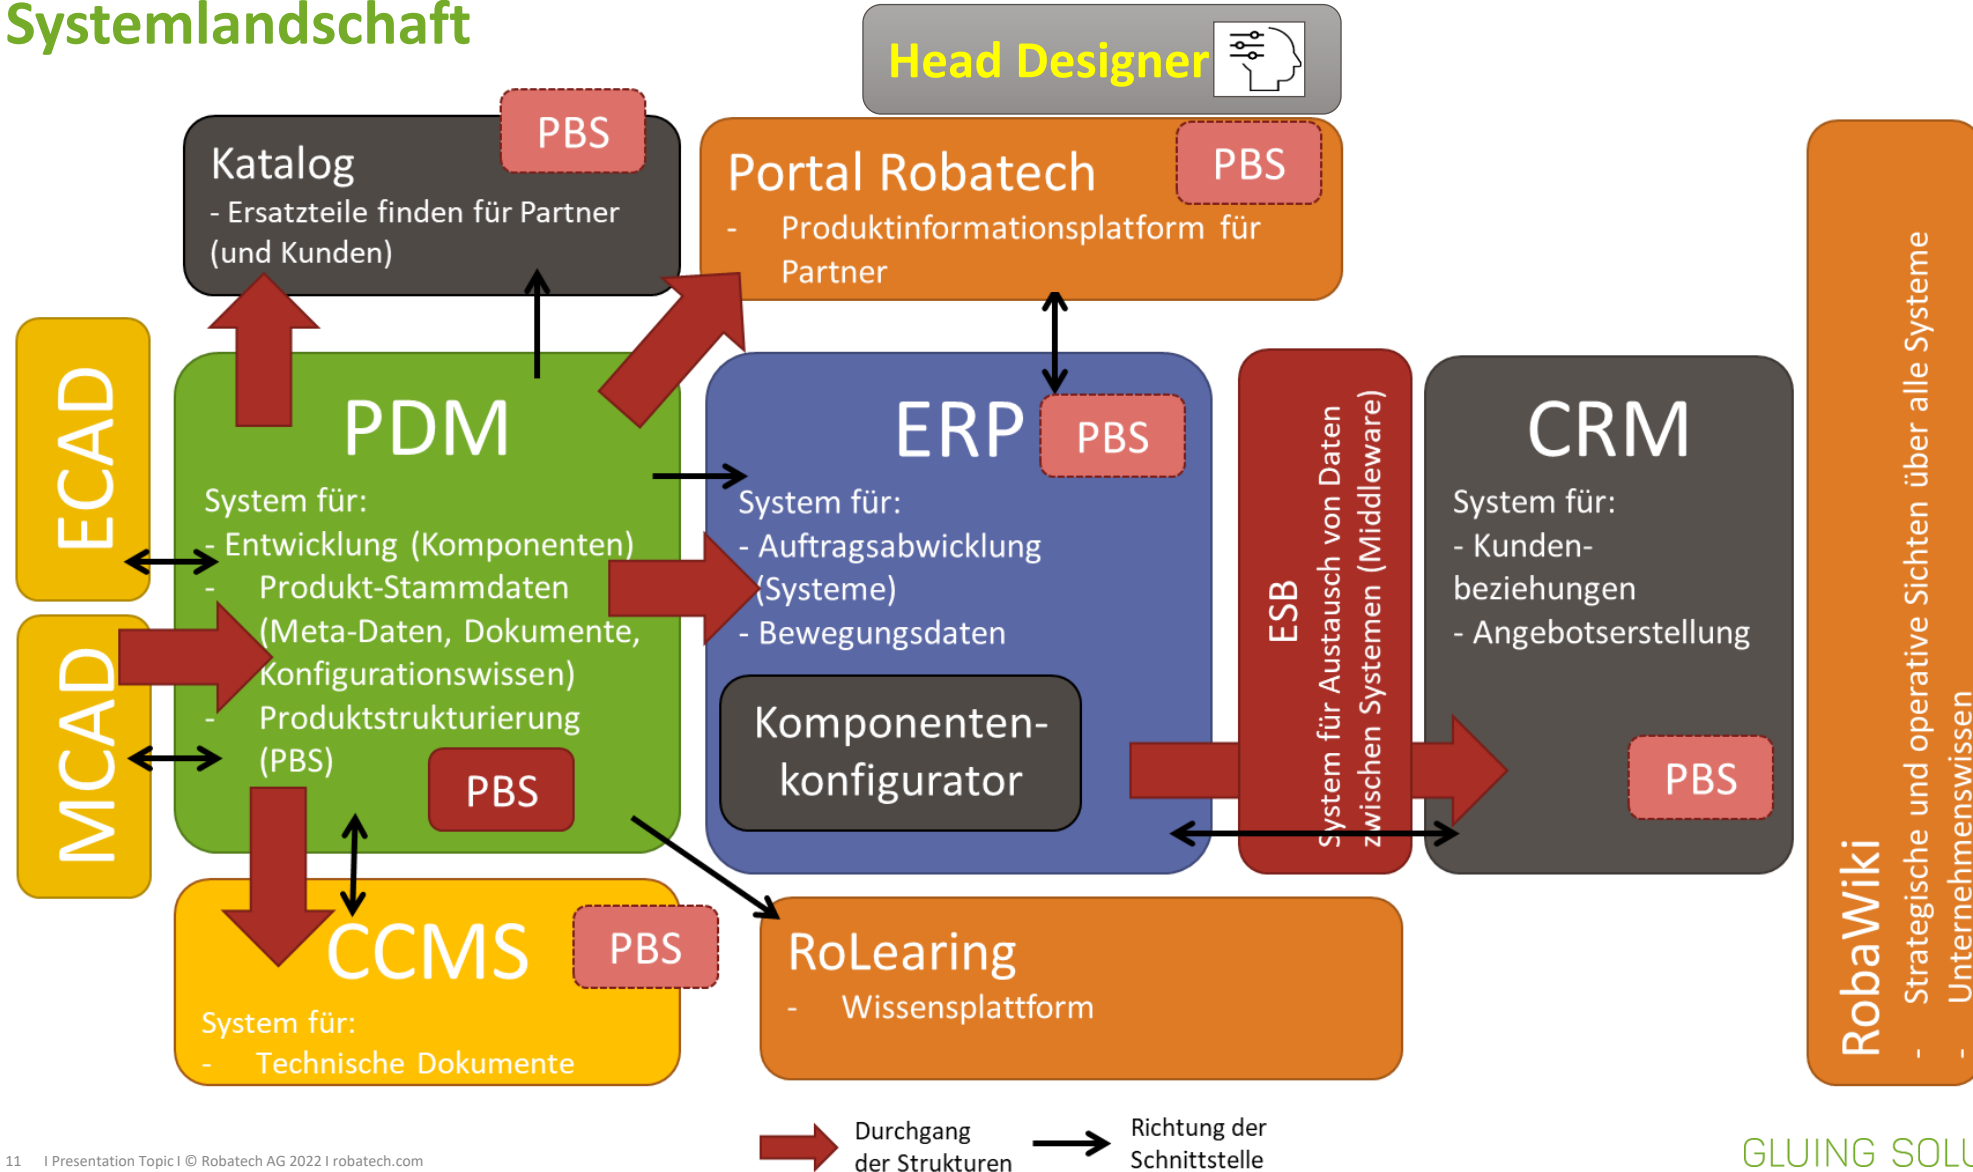 Systemlandschaft
Head Designer
Katalog
PBS
- Ersatzteile finden für Partner
(und Kunden)
Portal Robatech
PBS
- Produktinformationsplatform für
Partner
ECAD
MCAD
PDM
System für:
- Entwicklung (Komponenten)
- Produkt-Stammdaten
(Meta-Daten, Dokumente,
Konfigurationswissen)
- Produktstrukturierung
(PBS)
PBS
ERP
PBS
System für:
- Auftragsabwicklung
(Systeme)
- Bewegungsdaten
Komponenten-
konfigurator
ESB
System für Austausch von Daten
zwischen Systemen (Middleware)
CRM
System für:
- Kunden-
beziehungen
- Angebotserstellung
PBS
RobaWiki
- Strategische und operative Sichten über alle Systeme
- Unternehmenswissen
CCMS
PBS
System für:
- Technische Dokumente
RoLearing
- Wissensplattform
Durchgang
der Strukturen
Richtung der
Schnittstelle
11 I Presentation Topic I © Robatech AG 2022 I robatech.com
GLUING SOLU